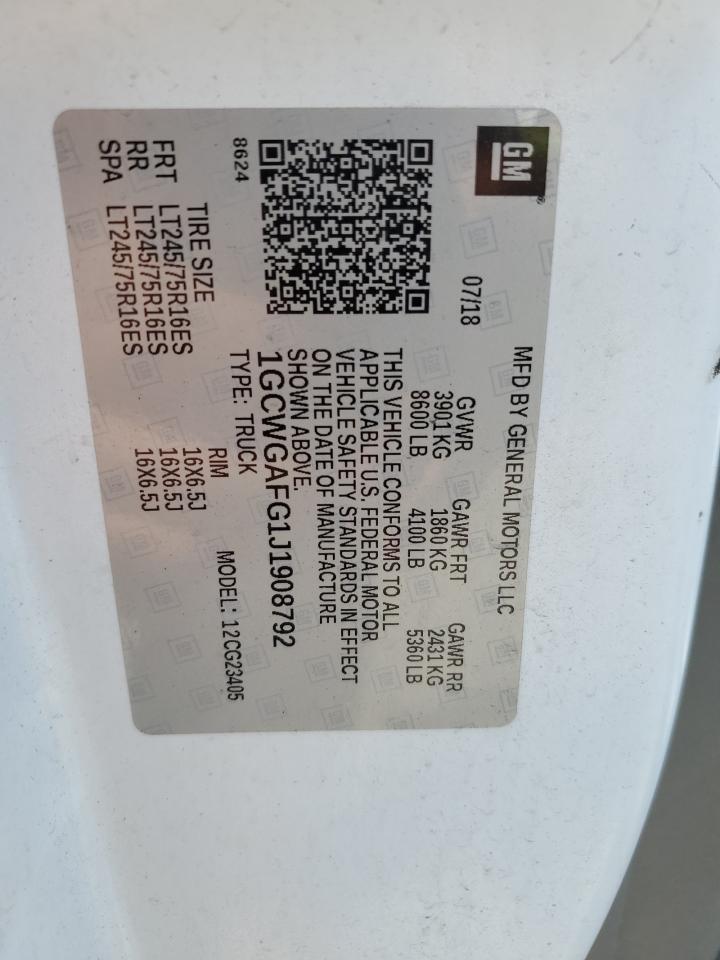 GM
®
MFD BY GENERAL MOTORS LLC
07/18
GVWR GAWR FRT GAWR RR
3901 KG 1860 KG 2431 KG
8600 LB 4100 LB 5360 LB
THIS VEHICLE CONFORMS TO ALL
APPLICABLE U.S. FEDERAL MOTOR
VEHICLE SAFETY STANDARDS IN EFFECT
ON THE DATE OF MANUFACTURE
SHOWN ABOVE.
1GCWGAFG1J1908792
8624
TYPE: TRUCK MODEL: 12CG23405
TIRE SIZE RIM
FRT LT245/75R16ES 16X6.5J
RR LT245/75R16ES 16X6.5J
SPA LT245/75R16ES 16X6.5J